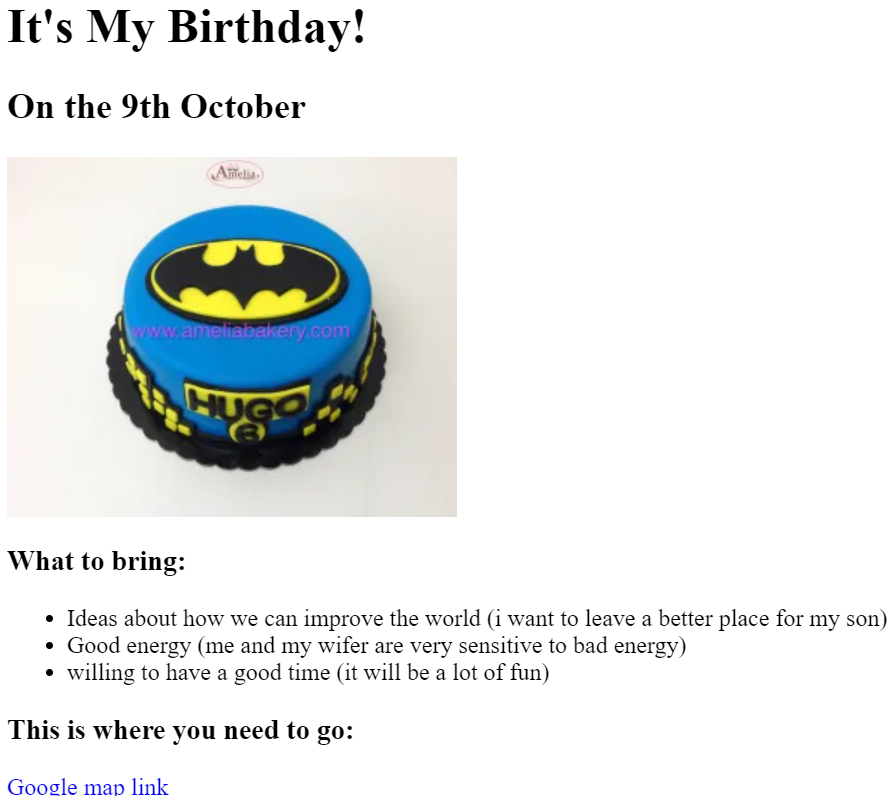 It's My Birthday!
On the 9th October
Amelia
www.ameliabakery.com
HUGO
6
What to bring:
Ideas about how we can improve the world (i want to leave a better place for my son)
Good energy (me and my wifer are very sensitive to bad energy)
willing to have a good time (it will be a lot of fun)
This is where you need to go:
Google map link